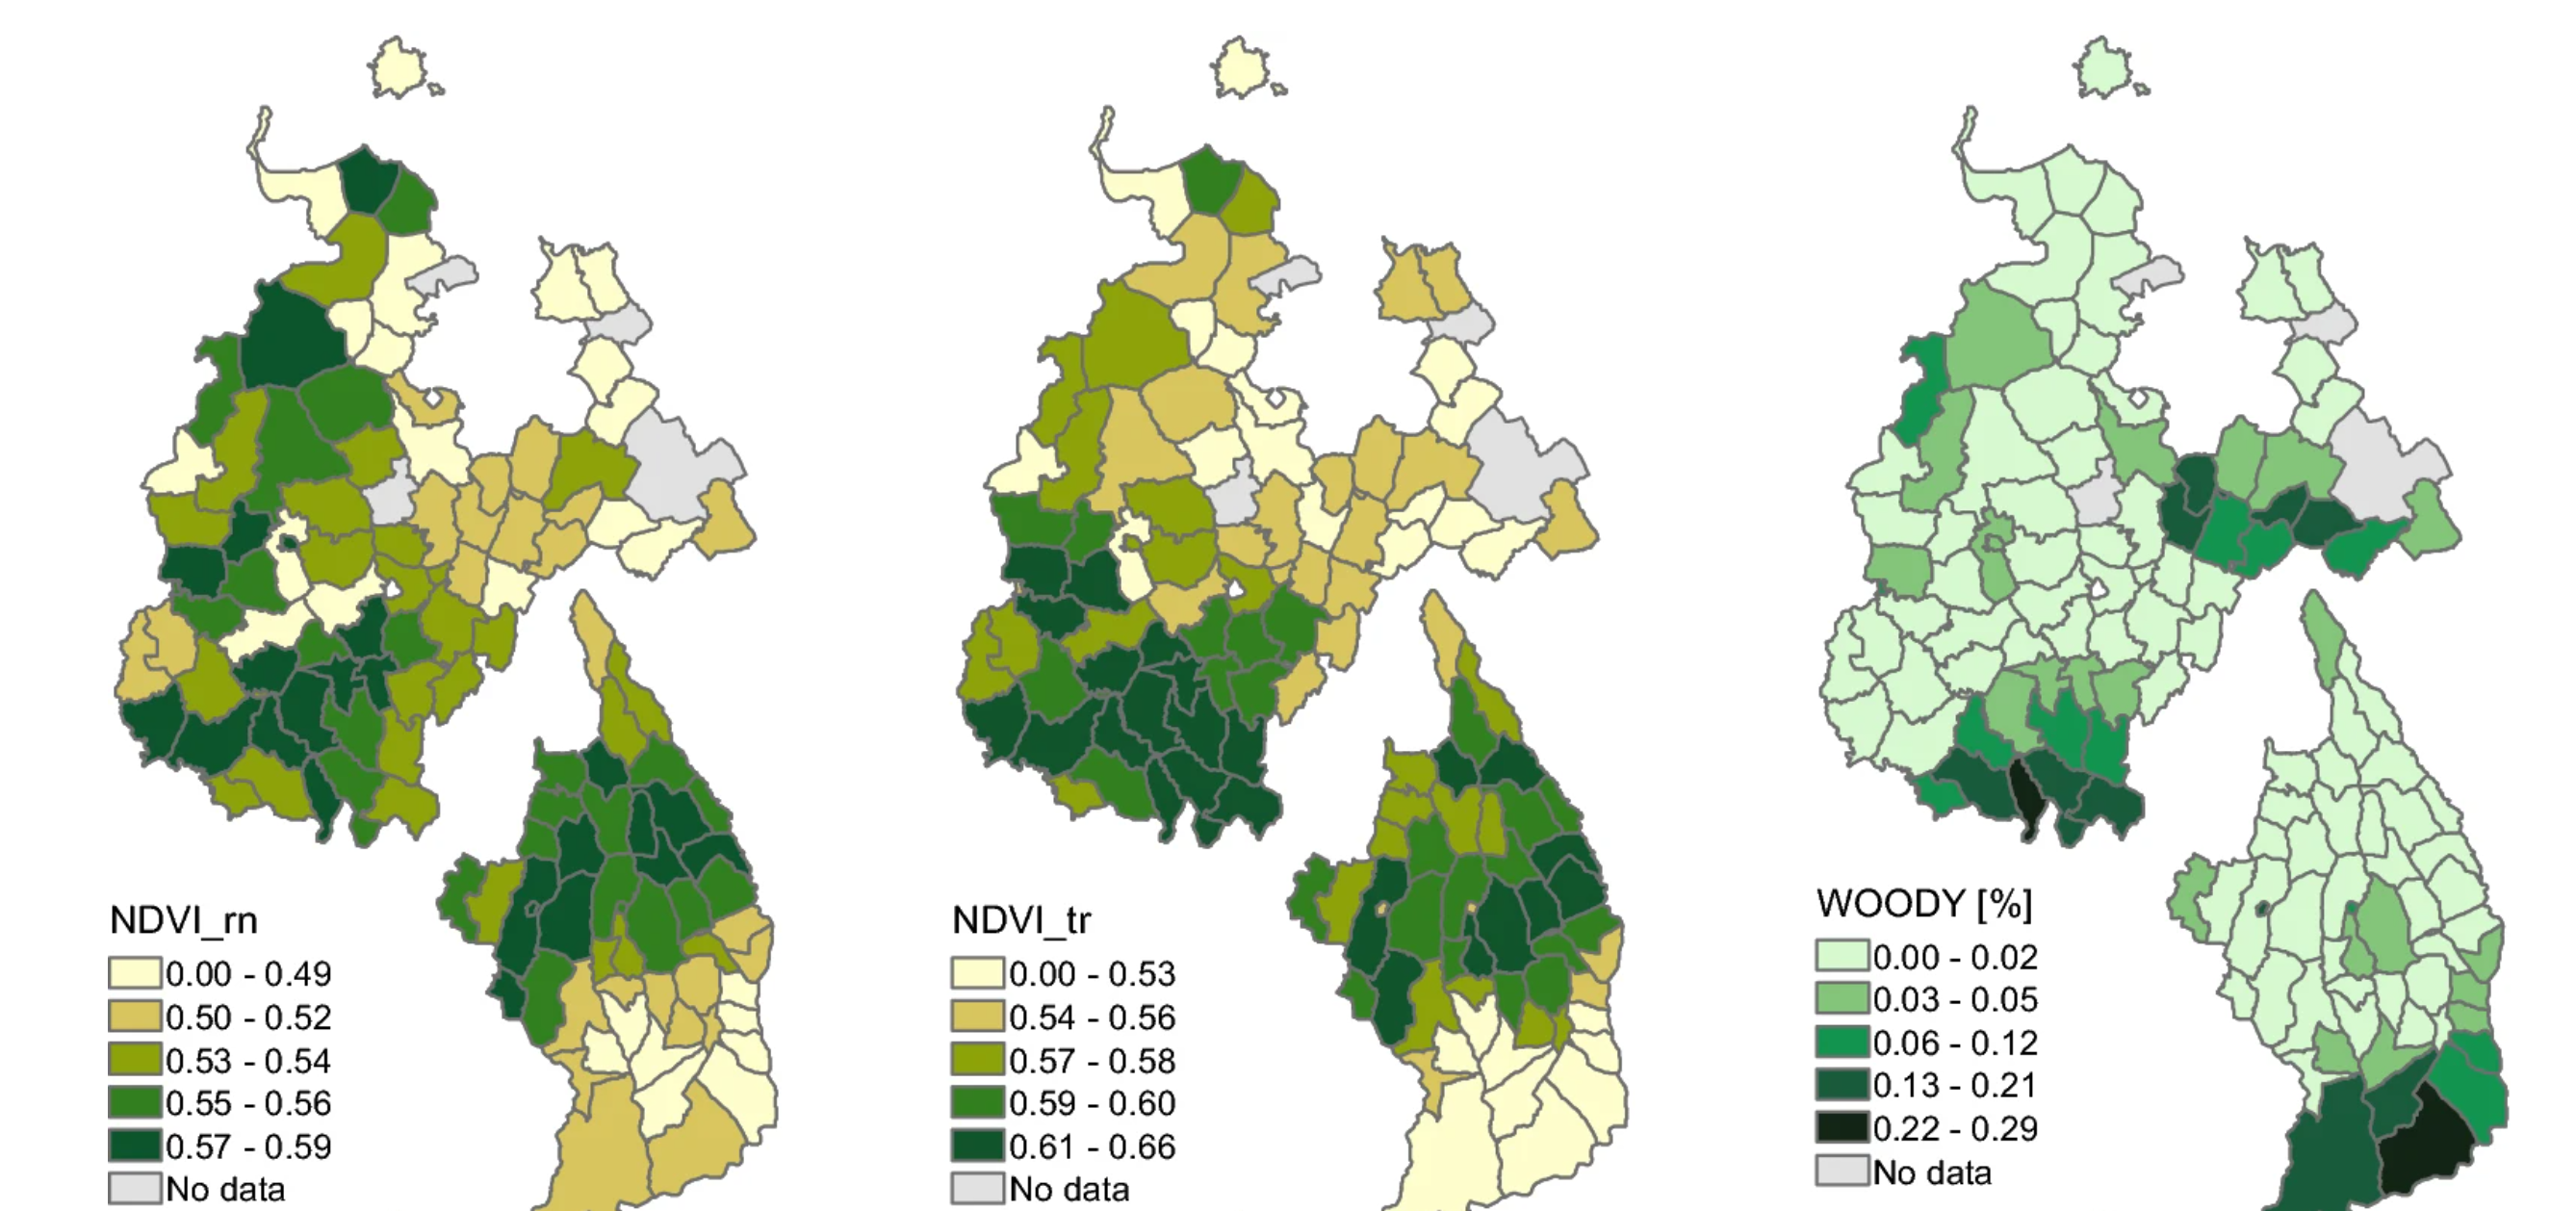 NDVI_rn
0.00 - 0.49
0.50 - 0.52
0.53 - 0.54
0.55 - 0.56
0.57 - 0.59
No data
NDVI_tr
0.00 - 0.53
0.54 - 0.56
0.57 - 0.58
0.59 - 0.60
0.61 - 0.66
No data
WOODY [%]
0.00 - 0.02
0.03 - 0.05
0.06 - 0.12
0.13 - 0.21
0.22 - 0.29
No data